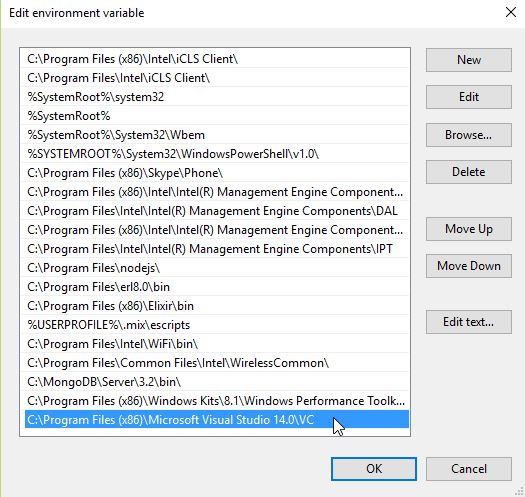 Edit environment variable
C:\Program Files (x86)\Intel\iCLS Client\
C:\Program Files\Intel\iCLS Client\
%SystemRoot%\system32
%SystemRoot%
%SystemRoot%\System32\Wbem
%SYSTEMROOT%\System32\WindowsPowerShell\v1.0\
C:\Program Files (x86)\Skype\Phone\
C:\Program Files (x86)\Intel\Intel(R) Management Engine Component...
C:\Program Files\Intel\Intel(R) Management Engine Components\DAL
C:\Program Files (x86)\Intel\Intel(R) Management Engine Component...
C:\Program Files\Intel\Intel(R) Management Engine Components\IPT
C:\Program Files\nodejs\
C:\Program Files\erl8.0\bin
C:\Program Files (x86)\Elixir\bin
%USERPROFILE%\.mix\escripts
C:\Program Files\Intel\WiFi\bin\
C:\Program Files\Common Files\Intel\WirelessCommon\
C:\MongoDB\Server\3.2\bin\
C:\Program Files (x86)\Windows Kits\8.1\Windows Performance Toolk...
C:\Program Files (x86)\Microsoft Visual Studio 14.0\VC
New
Edit
Browse...
Delete
Move Up
Move Down
Edit text...
OK
Cancel